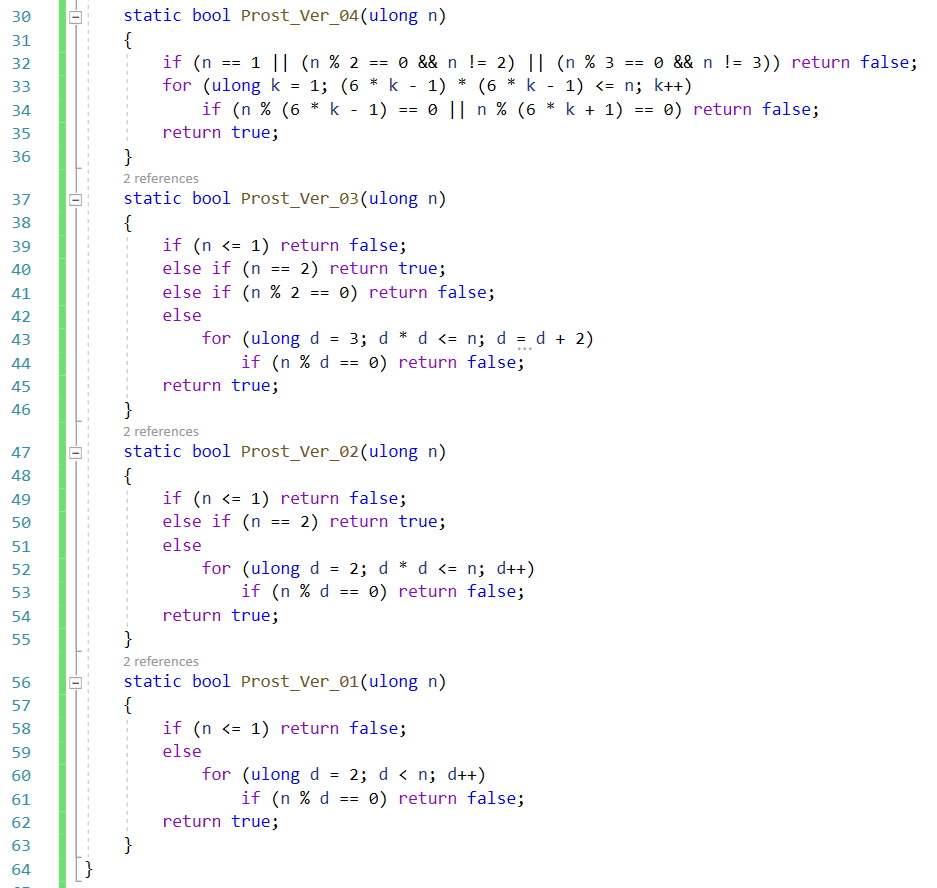 30 static bool Prost_Ver_04(ulong n)
31 {
32 if (n == 1 || (n % 2 == 0 && n != 2) || (n % 3 == 0 && n != 3)) return false;
33 for (ulong k = 1; (6 * k - 1) * (6 * k - 1) <= n; k++)
34 if (n % (6 * k - 1) == 0 || n % (6 * k + 1) == 0) return false;
35 return true;
36 }
2 references
37 static bool Prost_Ver_03(ulong n)
38 {
39 if (n <= 1) return false;
40 else if (n == 2) return true;
41 else if (n % 2 == 0) return false;
42 else
43 for (ulong d = 3; d * d <= n; d = d + 2)
44 if (n % d == 0) return false;
45 return true;
46 }
2 references
47 static bool Prost_Ver_02(ulong n)
48 {
49 if (n <= 1) return false;
50 else if (n == 2) return true;
51 else
52 for (ulong d = 2; d * d <= n; d++)
53 if (n % d == 0) return false;
54 return true;
55 }
2 references
56 static bool Prost_Ver_01(ulong n)
57 {
58 if (n <= 1) return false;
59 else
60 for (ulong d = 2; d < n; d++)
61 if (n % d == 0) return false;
62 return true;
63 }
64 }